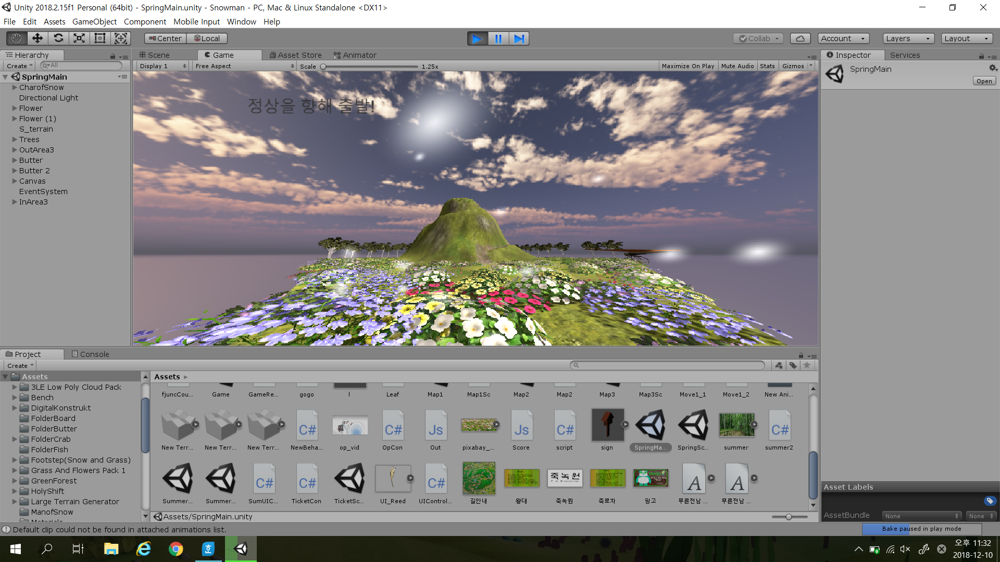 Unity 2018.2.15f1 Personal (64bit) - SpringMain.unity - Snowman - PC, Mac & Linux Standalone <DX11>
File Edit Assets GameObject Component Mobile Input Window Help
Center Local Collab Account Layers Layout
Hierarchy Scene Game Asset Store Animator Inspector Services
Create All Display 1 Free Aspect Scale 1.25x Maximize On Play Mute Audio Stats Gizmos
SpringMain
CharofSnow
Directional Light
Flower
Flower (1)
S_terrain
Trees
OutArea3
Butter
Butter 2
Canvas
EventSystem
InArea3
정상을 향해 출발!
SpringMain
Open
Project Console
Create
Assets
3LE Low Poly Cloud Pack
Bench
DigitalKonstrukt
FolderBoard
FolderButter
FolderCrab
FolderFish
Footstep(Snow and Grass)
Grass And Flowers Pack 1
GreenForest
HolyShift
Large Terrain Generator
ManofSnow
Materials
Assets
fjuncCou... Game GameRe... gogo l Leaf Map1 Map1Sc Map2 Map2 Map3 Map3Sc Move1_1 Move1_2 New Ani...
C# C# Js Js C# C#
New Terr... New Terr... New Terr... NewBeha... op_vid OpCon Out pixabay_... Score script sign SpringMa... SpringSc... summer summer2
C# C# C# 죽녹원 A A
Summer... Summer... SumUIC... TicketCon TicketSc... UI_Reed UIControl... 길안내 왕대 죽녹원 죽로차 팡고 푸른전남 ... 푸른전남 ...
Assets/SpringMain.unity
Asset Labels
AssetBundle None None
Default clip could not be found in attached animations list.
Bake paused in play mode
오후 11:32
2018-12-10